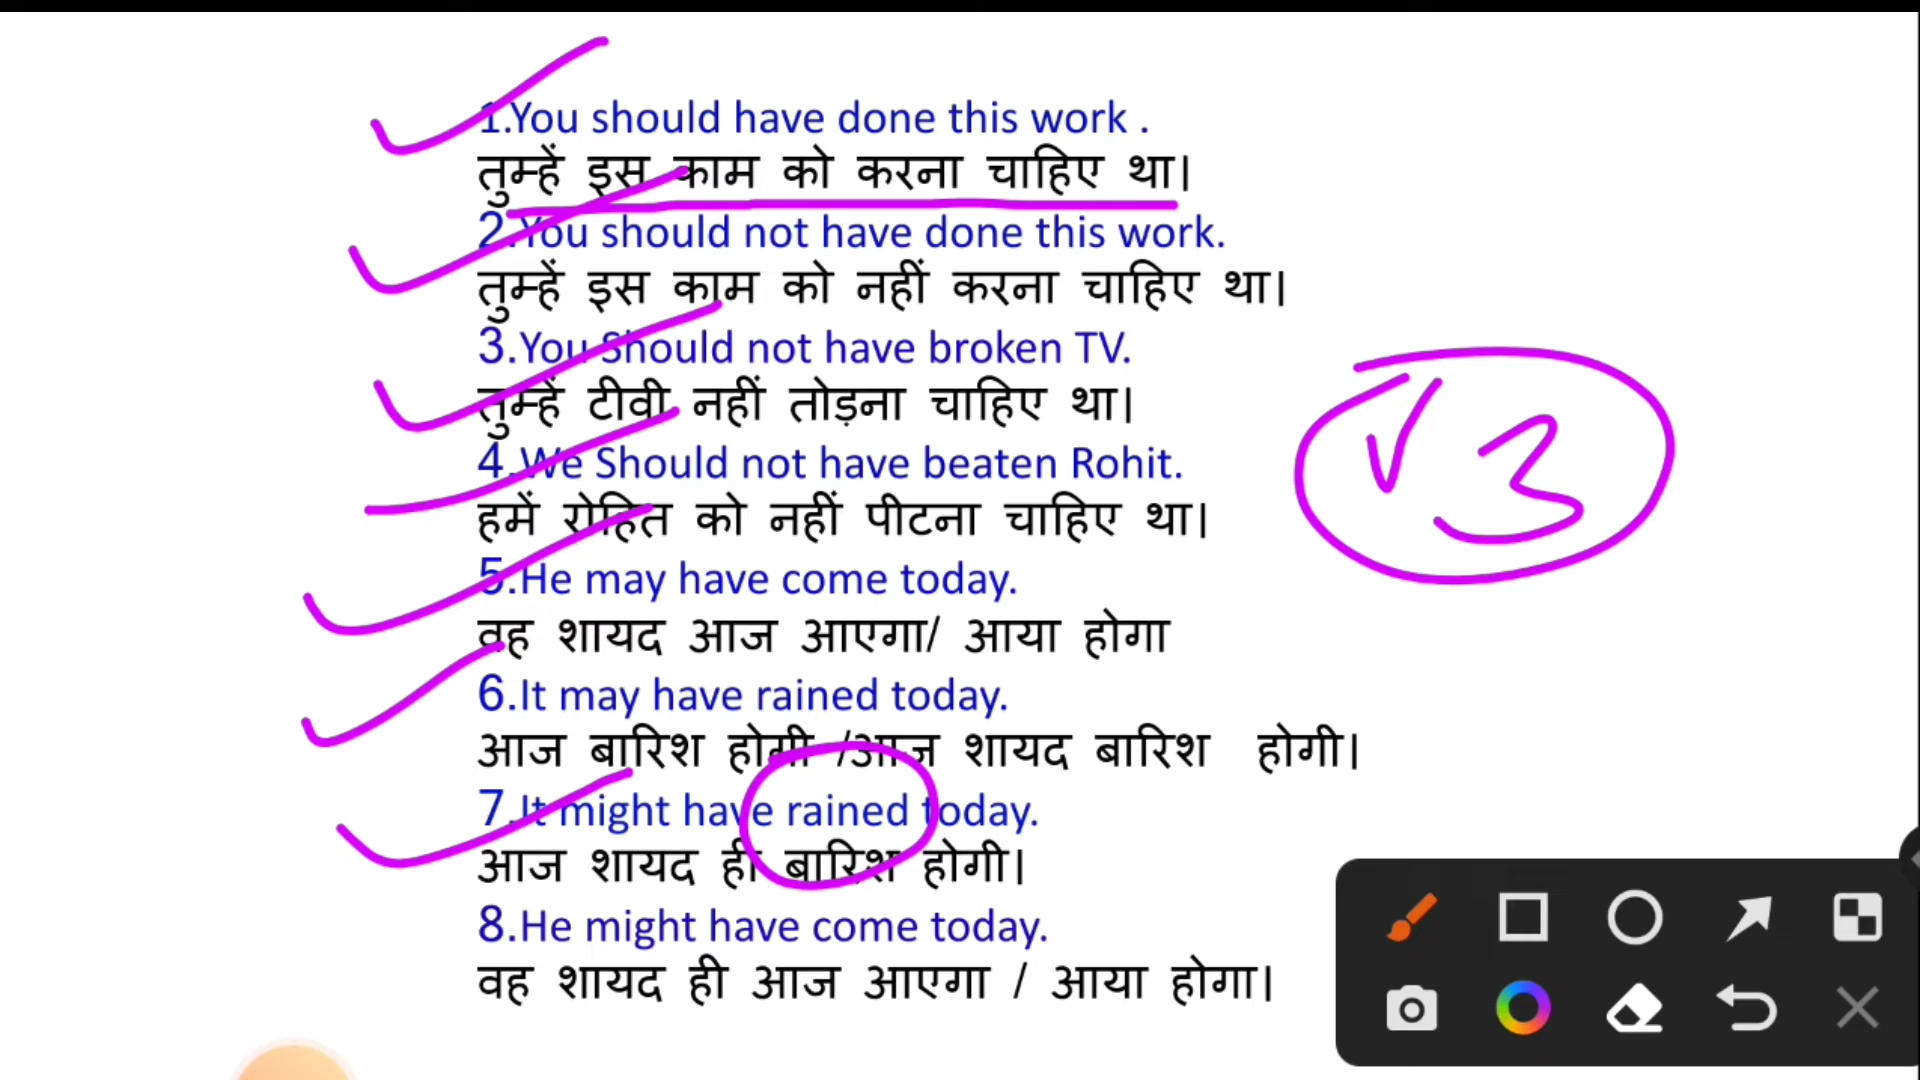 1.You should have done this work .
तुम्हें इस काम को करना चाहिए था।
2.You should not have done this work.
तुम्हें इस काम को नहीं करना चाहिए था।
3.You Should not have broken TV.
तुम्हें टीवी नहीं तोड़ना चाहिए था।
4.We Should not have beaten Rohit.
हमें रोहित को नहीं पीटना चाहिए था।
5.He may have come today.
वह शायद आज आएगा/ आया होगा
6.It may have rained today.
आज बारिश होगी /आज शायद बारिश होगी।
7.It might have rained today.
आज शायद ही बारिश होगी।
8.He might have come today.
वह शायद ही आज आएगा / आया होगा।
V3